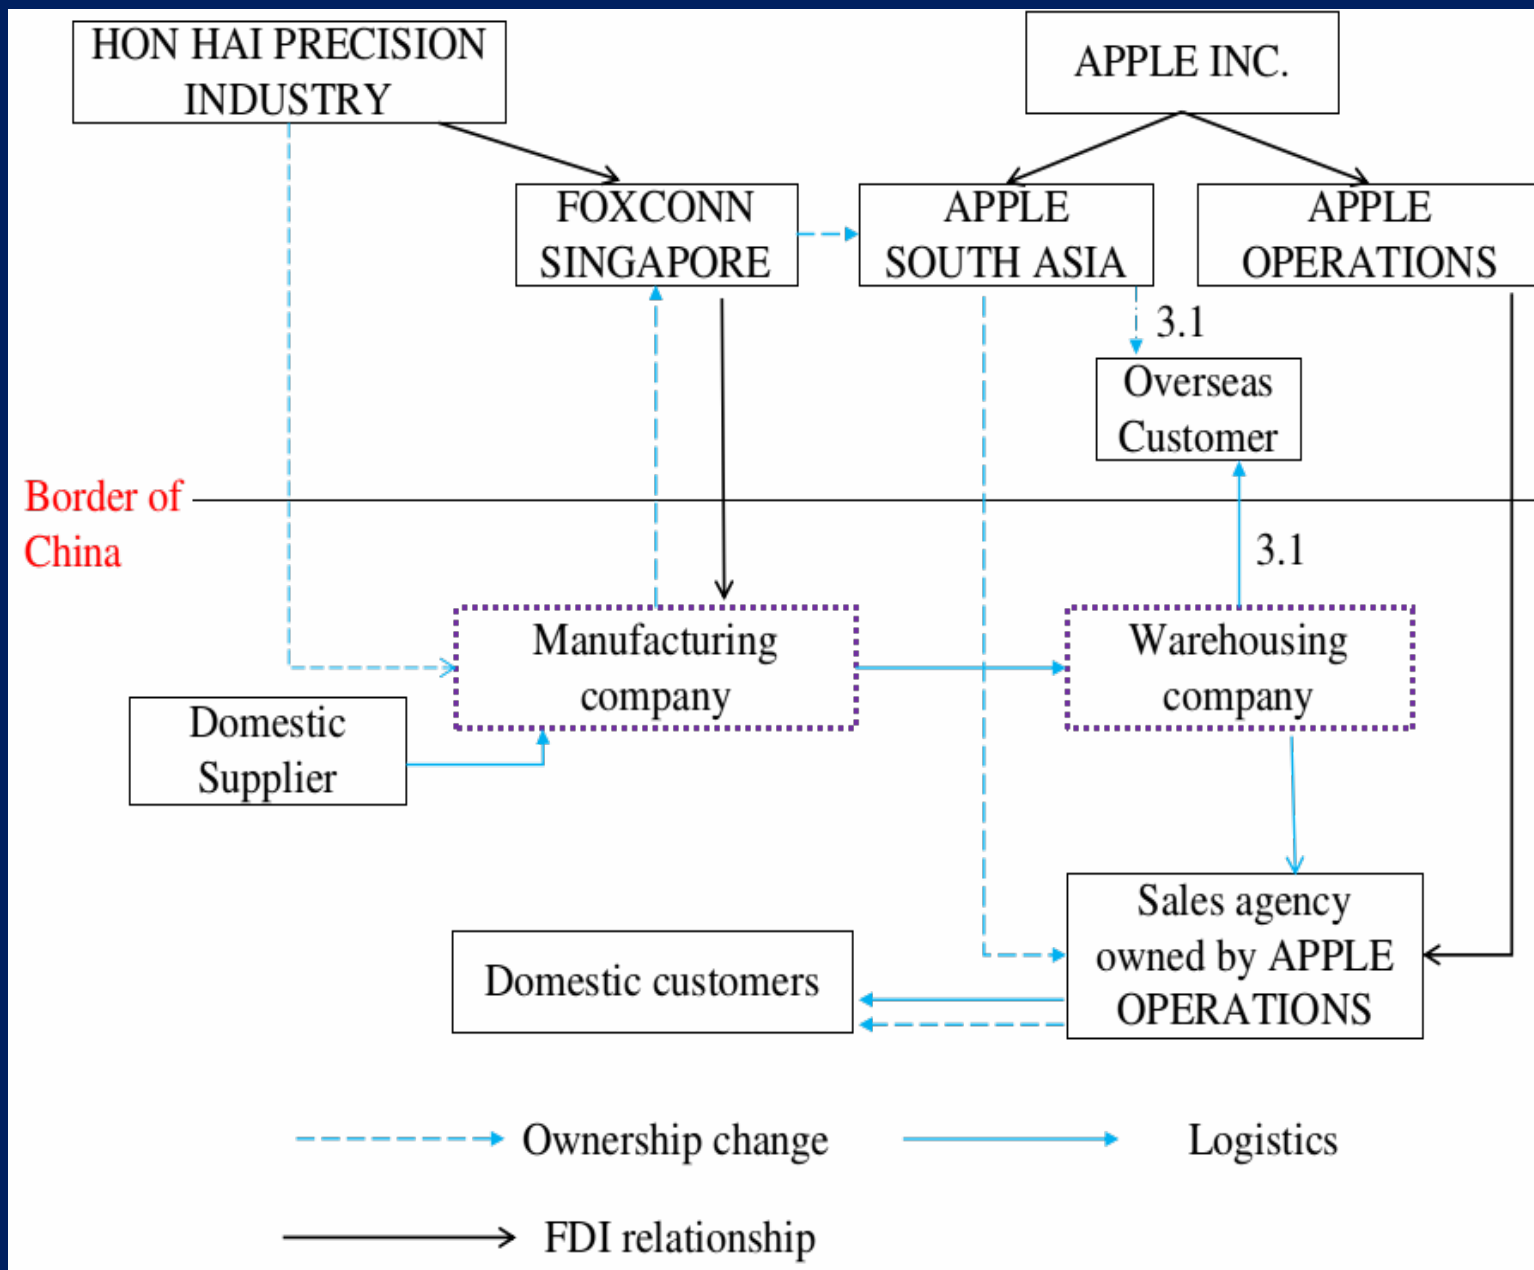 HON HAI PRECISION
INDUSTRY
APPLE INC.
FOXCONN
SINGAPORE
APPLE
SOUTH ASIA
APPLE
OPERATIONS
3.1
Overseas
Customer
Border of
China
3.1
Manufacturing
company
Warehousing
company
Domestic
Supplier
Sales agency
owned by APPLE
OPERATIONS
Domestic customers
Ownership change
Logistics
FDI relationship